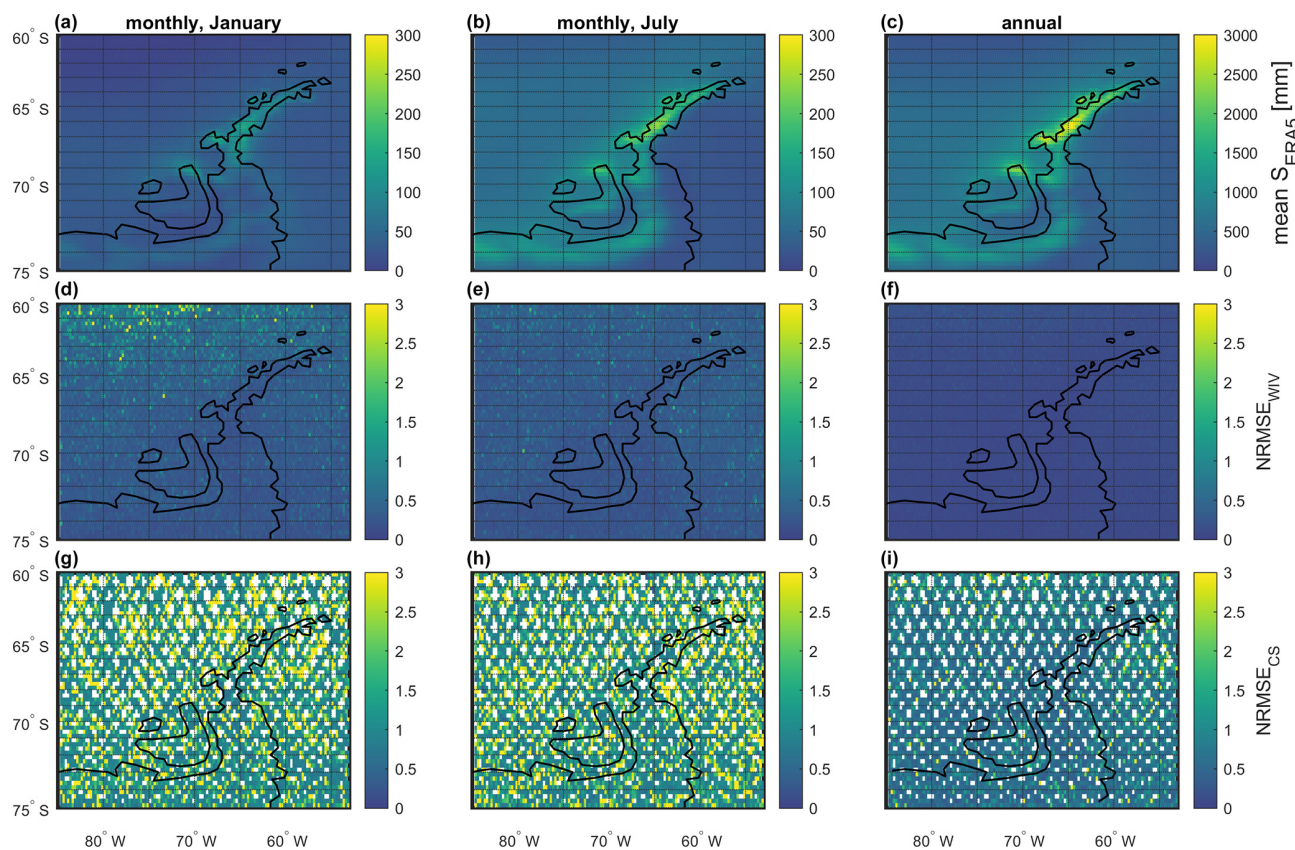 (a) monthly, January
(b) monthly, July
(c) annual
60° S
65° S
70° S
75° S
300
250
200
150
100
50
0
300
250
200
150
100
50
0
3000
2500
2000
1500
1000
500
0
mean S_ERA5 [mm]
(d)
(e)
(f)
60° S
65° S
70° S
75° S
3
2.5
2
1.5
1
0.5
0
3
2.5
2
1.5
1
0.5
0
3
2.5
2
1.5
1
0.5
0
NRMSE_WIV
(g)
(h)
(i)
60° S
65° S
70° S
75° S
3
2.5
2
1.5
1
0.5
0
3
2.5
2
1.5
1
0.5
0
3
2.5
2
1.5
1
0.5
0
NRMSE_CS
80° W 70° W 60° W
80° W 70° W 60° W
80° W 70° W 60° W